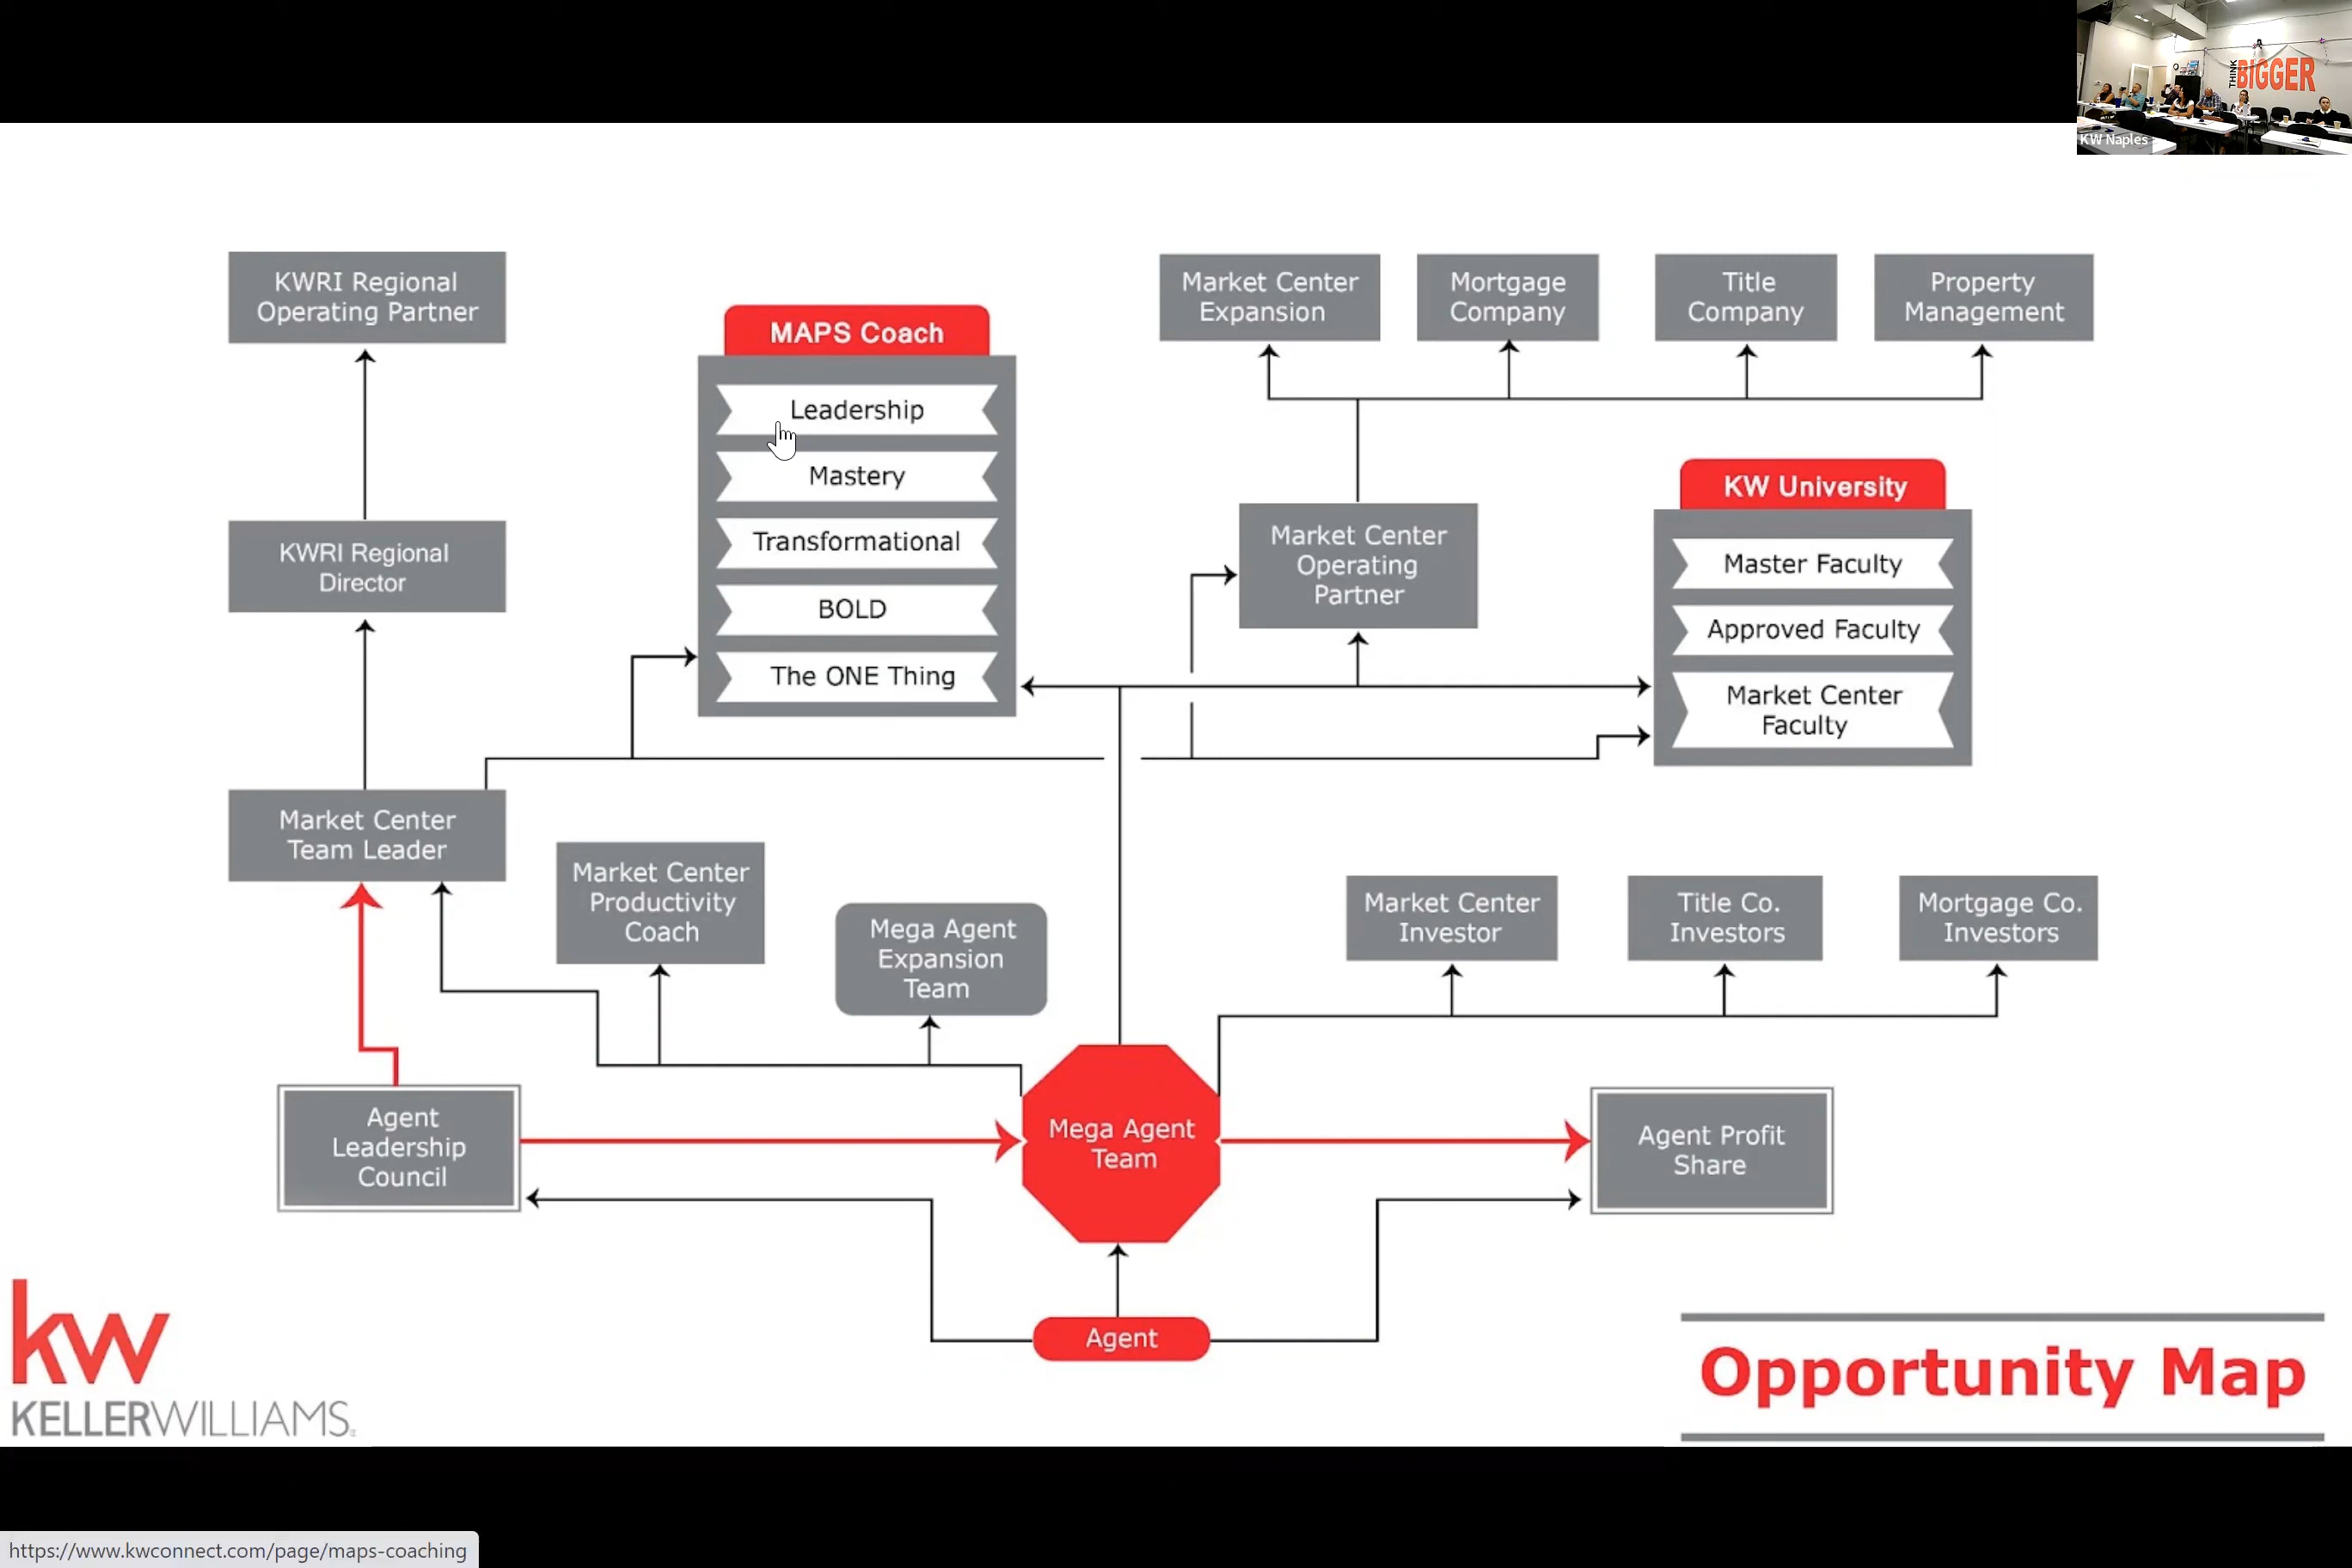 THINK
BIGGER
KW Naples
KWRI Regional
Operating Partner
MAPS Coach
Leadership
Mastery
Transformational
BOLD
The ONE Thing
Market Center
Expansion
Mortgage
Company
Title
Company
Property
Management
KW University
Master Faculty
Approved Faculty
Market Center
Faculty
Market Center
Operating
Partner
KWRI Regional
Director
Market Center
Team Leader
Market Center
Productivity
Coach
Mega Agent
Expansion
Team
Market Center
Investor
Title Co.
Investors
Mortgage Co.
Investors
Agent
Leadership
Council
Mega Agent
Team
Agent Profit
Share
Agent
kw
KELLERWILLIAMS.
Opportunity Map
https://www.kwconnect.com/page/maps-coaching